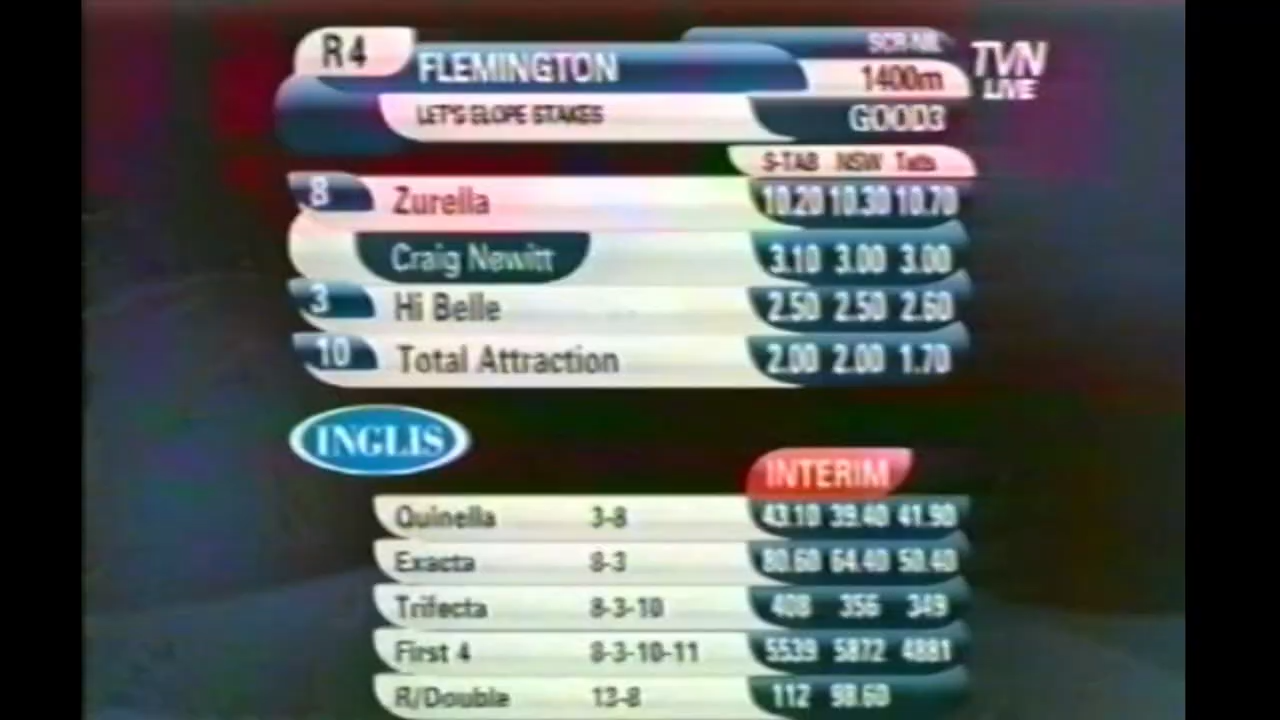 R4 FLEMINGTON SCR-NIL TVN
1400m LIVE
LET'S ELOPE STAKES GOOD3
S-TAB NSW Tatts
8 Zurella 10.20 10.30 10.70
Craig Newitt 3.10 3.00 3.00
3 Hi Belle 2.50 2.50 2.60
10 Total Attraction 2.00 2.00 1.70
INGLIS
INTERIM
Quinella 3-8 43.10 39.40 41.90
Exacta 8-3 80.60 64.40 50.40
Trifecta 8-3-10 408 356 349
First 4 8-3-10-11 5539 5872 4881
R/Double 13-8 112 98.60